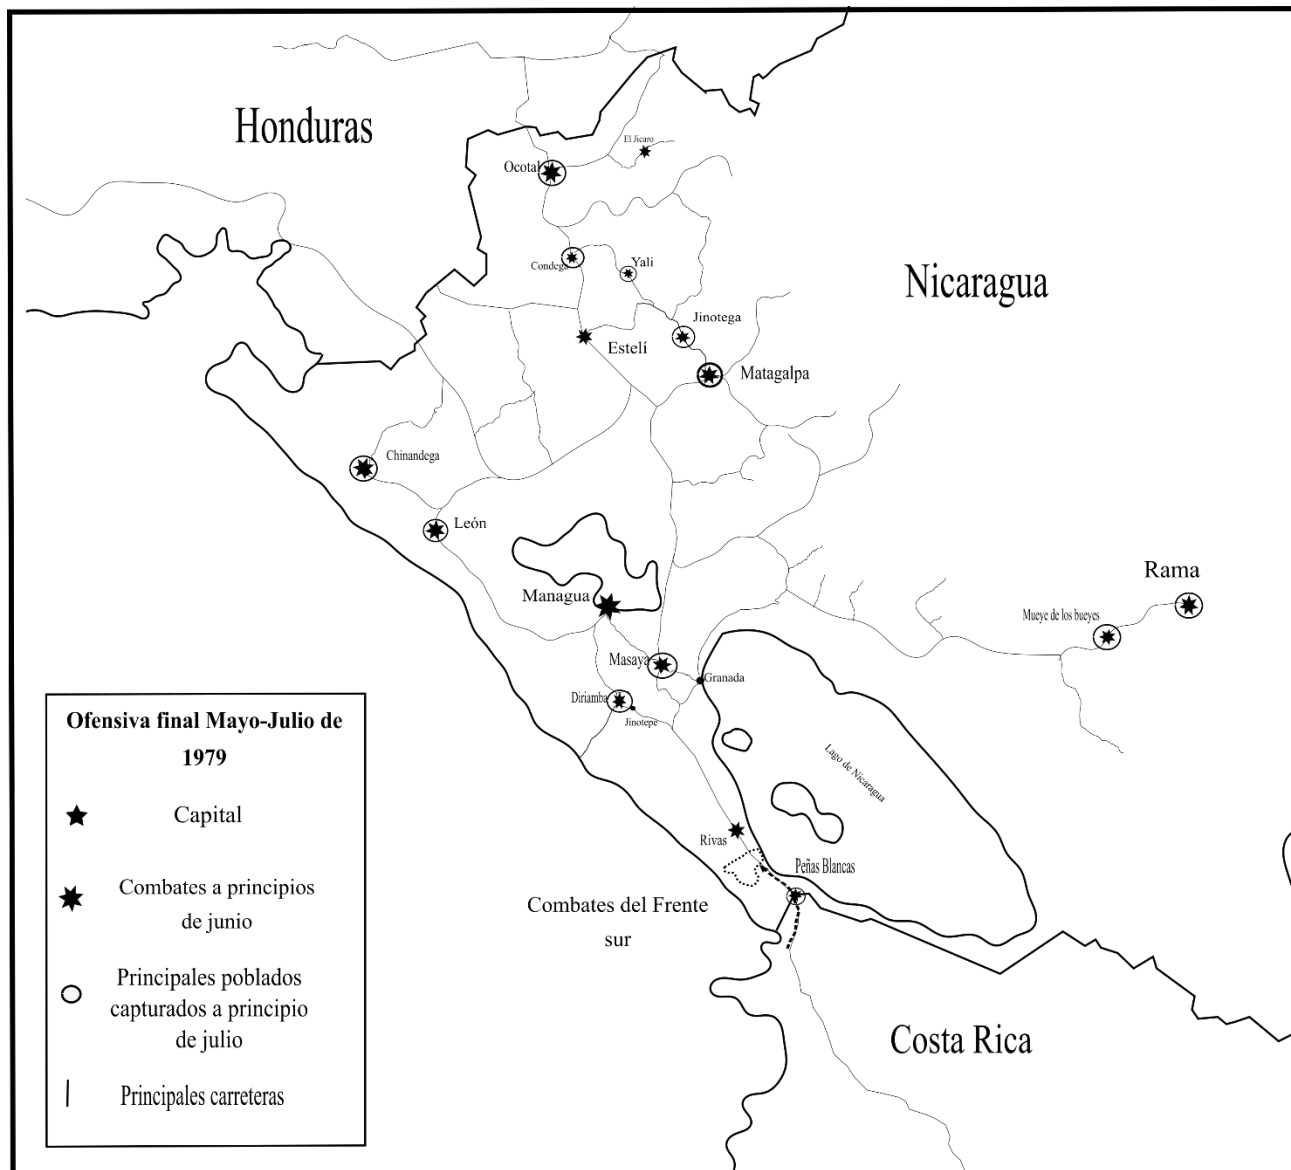 Honduras
El Jicaro
Ocotal
Condega
Yali
Nicaragua
Jinotega
Estelí
Matagalpa
Chinandega
León
Managua
Rama
Mueye de los bueyes
Masaya
Granada
Diriamba
Jinotepe
Lago de Nicaragua
Rivas
Peñas Blancas
Combates del Frente
sur
Costa Rica
Ofensiva final Mayo-Julio de
1979
Capital
Combates a principios
de junio
Principales poblados
capturados a principio
de julio
Principales carreteras